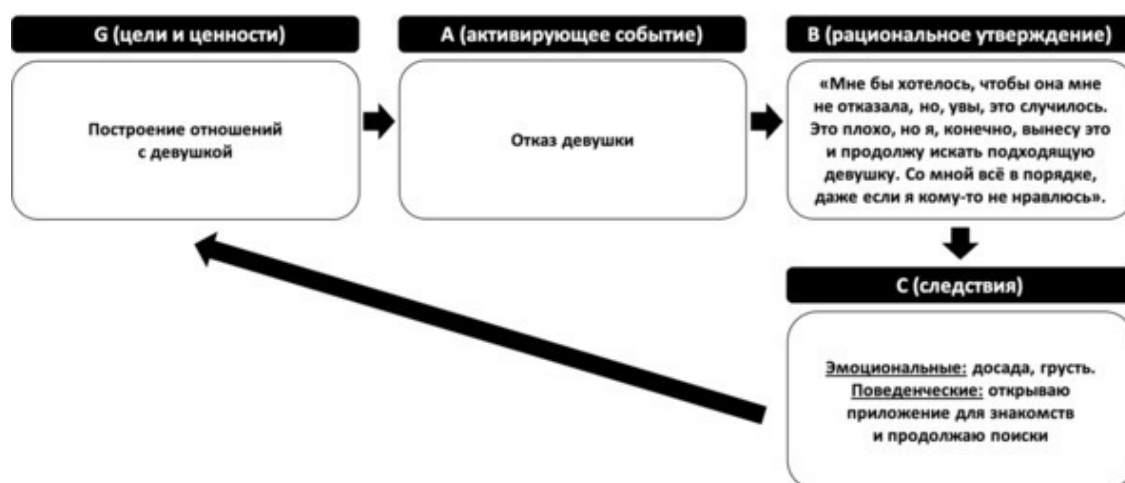 G (цели и ценности)
Построение отношений
с девушкой
A (активирующее событие)
Отказ девушки
B (рациональное утверждение)
«Мне бы хотелось, чтобы она мне
не отказала, но, увы, это случилось.
Это плохо, но я, конечно, вынесу это
и продолжу искать подходящую
девушку. Со мной всё в порядке,
даже если я кому-то не нравлюсь».
C (следствия)
Эмоциональные: досада, грусть.
Поведенческие: открываю
приложение для знакомств
и продолжаю поиски